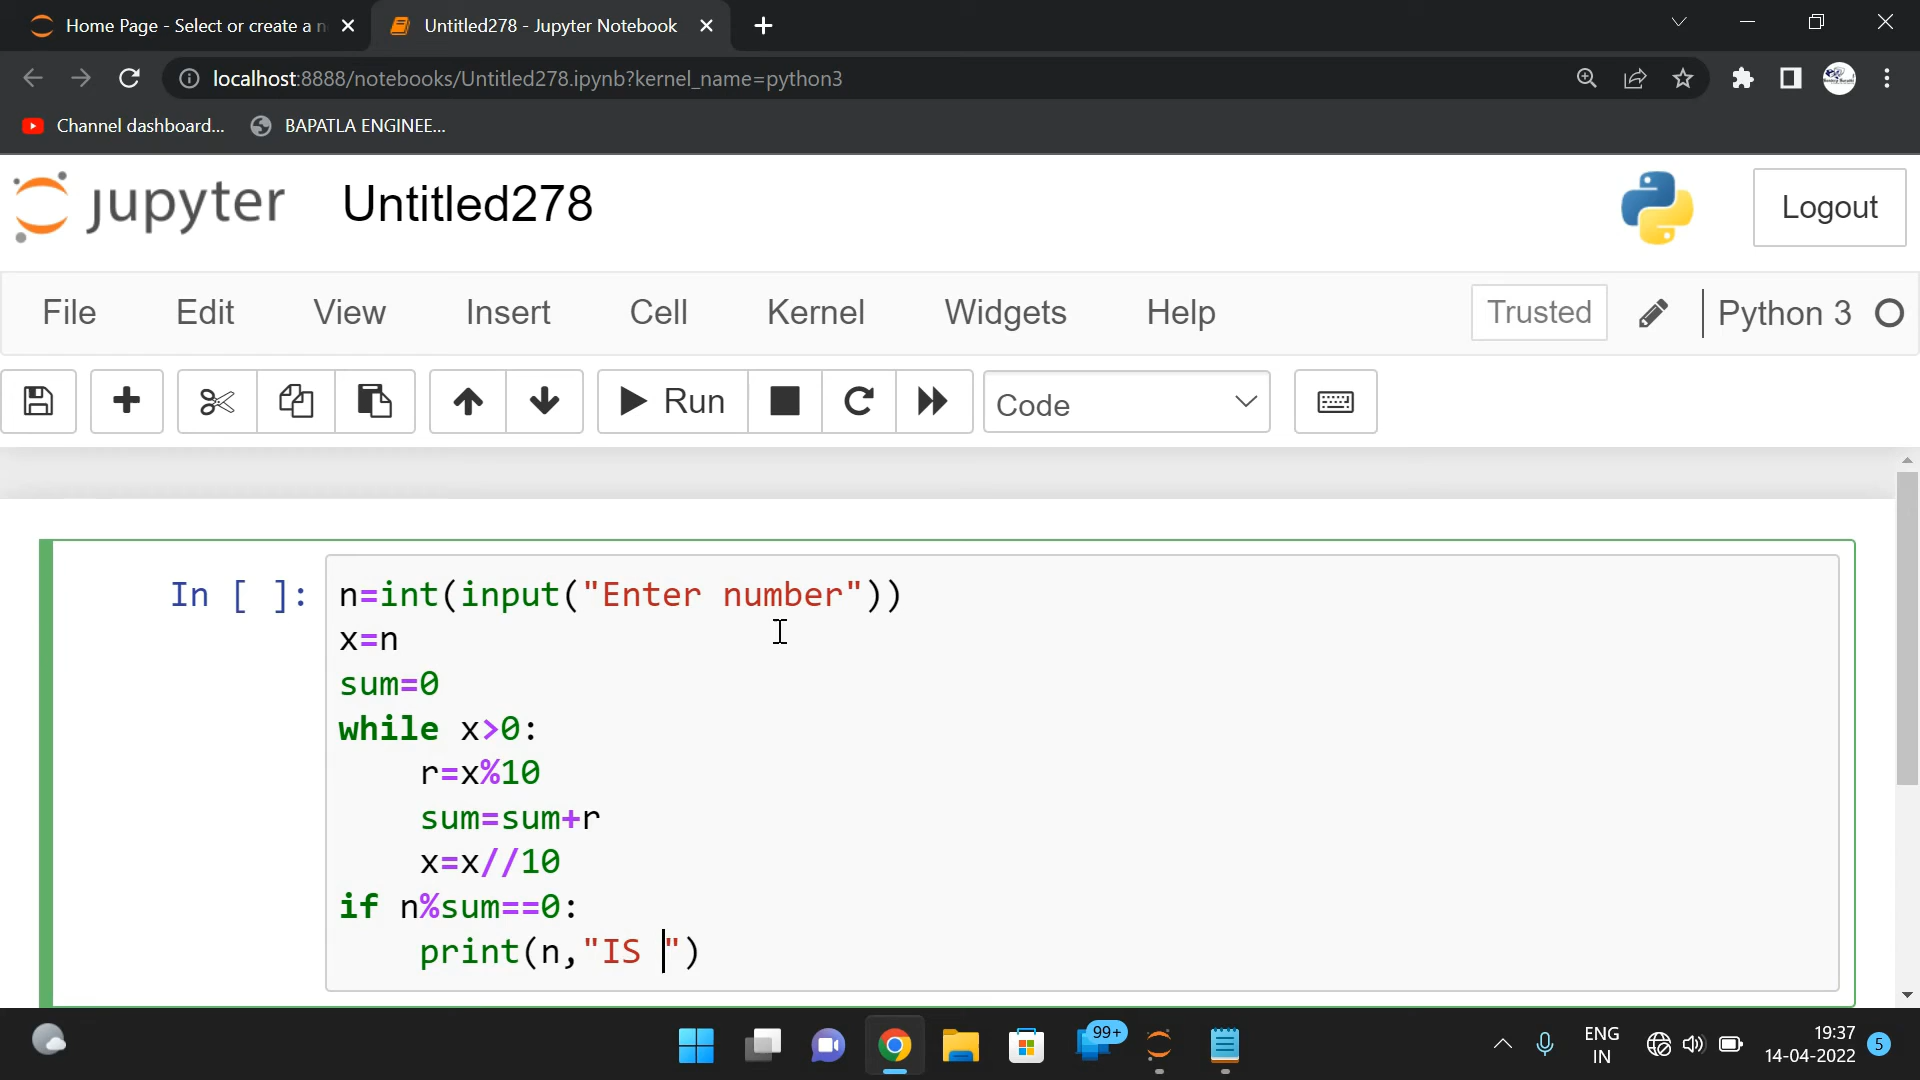 Home Page - Select or create a n
Untitled278 - Jupyter Notebook
localhost:8888/notebooks/Untitled278.ipynb?kernel_name=python3
Channel dashboard...
BAPATLA ENGINEE...
jupyter Untitled278
Logout
File Edit View Insert Cell Kernel Widgets Help
Trusted
Python 3
Run
Code
In [ ]:
n=int(input("Enter number"))
x=n
sum=0
while x>0:
    r=x%10
    sum=sum+r
    x=x//10
if n%sum==0:
    print(n,"IS ")
99+
ENG
IN
19:37
14-04-2022
5